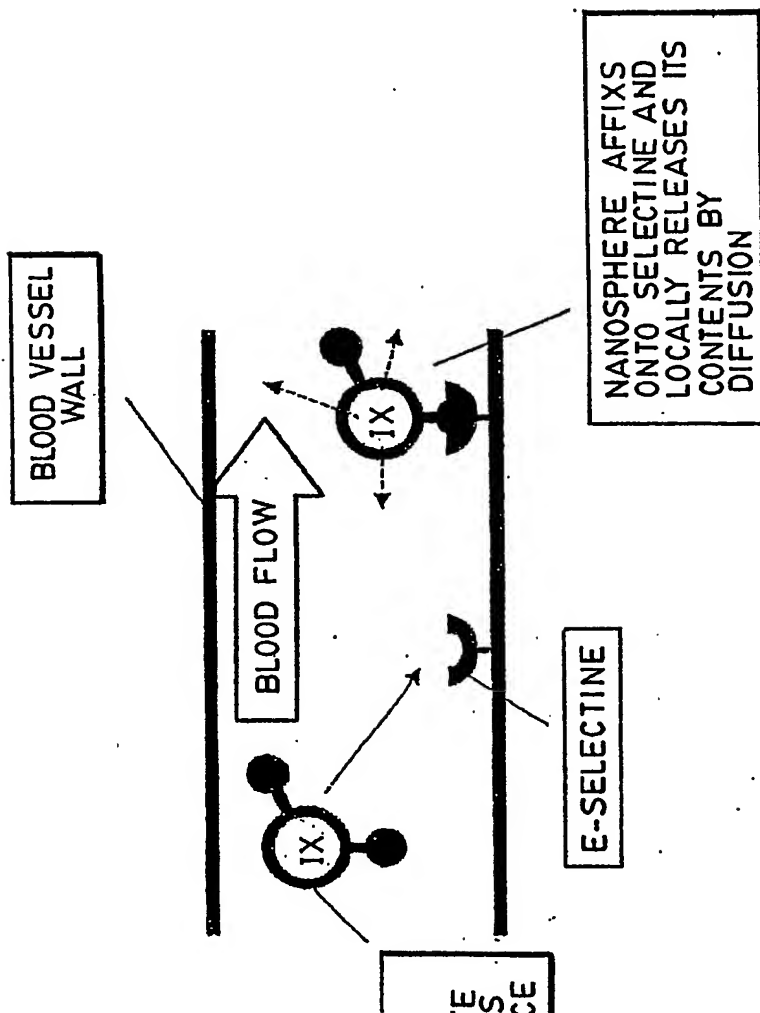 BLOOD VESSEL
WALL
BLOOD FLOW
IX
IX
E-SELECTINE
NANOSPHERE AFFIXS
ONTO SELECTINE AND
LOCALLY RELEASES ITS
CONTENTS BY
DIFFUSION